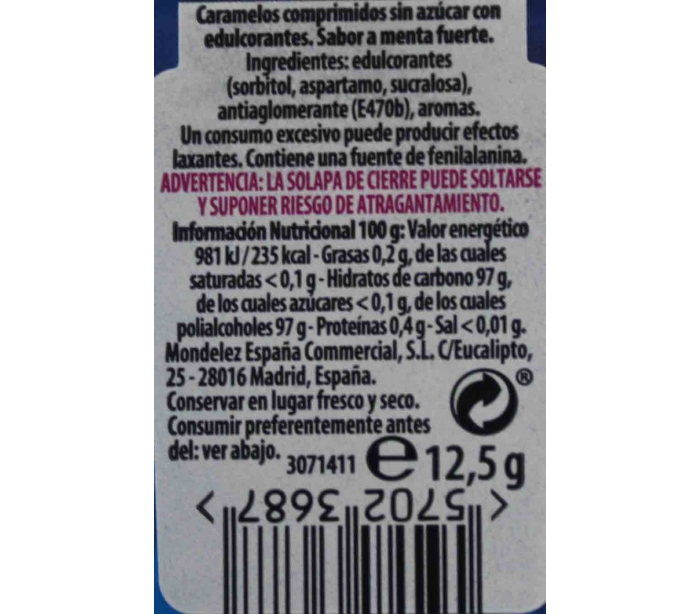 Caramelos comprimidos sin azúcar con
edulcorantes. Sabor a menta fuerte.
Ingredientes: edulcorantes
(sorbitol, aspartamo, sucralosa),
antiaglomerante (E470b), aromas.
Un consumo excesivo puede producir efectos
laxantes. Contiene una fuente de fenilalanina.
ADVERTENCIA: LA SOLAPA DE CIERRE PUEDE SOLTARSE
Y SUPONER RIESGO DE ATRAGANTAMIENTO.
Información Nutricional 100 g: Valor energético
981 kJ / 235 kcal - Grasas 0,2 g, de las cuales
saturadas < 0,1 g - Hidratos de carbono 97 g,
de los cuales azúcares < 0,1 g, de los cuales
polialcoholes 97 g - Proteínas 0,4 g - Sal < 0,01 g.
Mondelez España Commercial, S.L. C/Eucalipto,
25 - 28016 Madrid, España.
Conservar en lugar fresco y seco.
Consumir preferentemente antes
del: ver abajo. 3071411 e 12,5 g
®
< 5702 3687 >